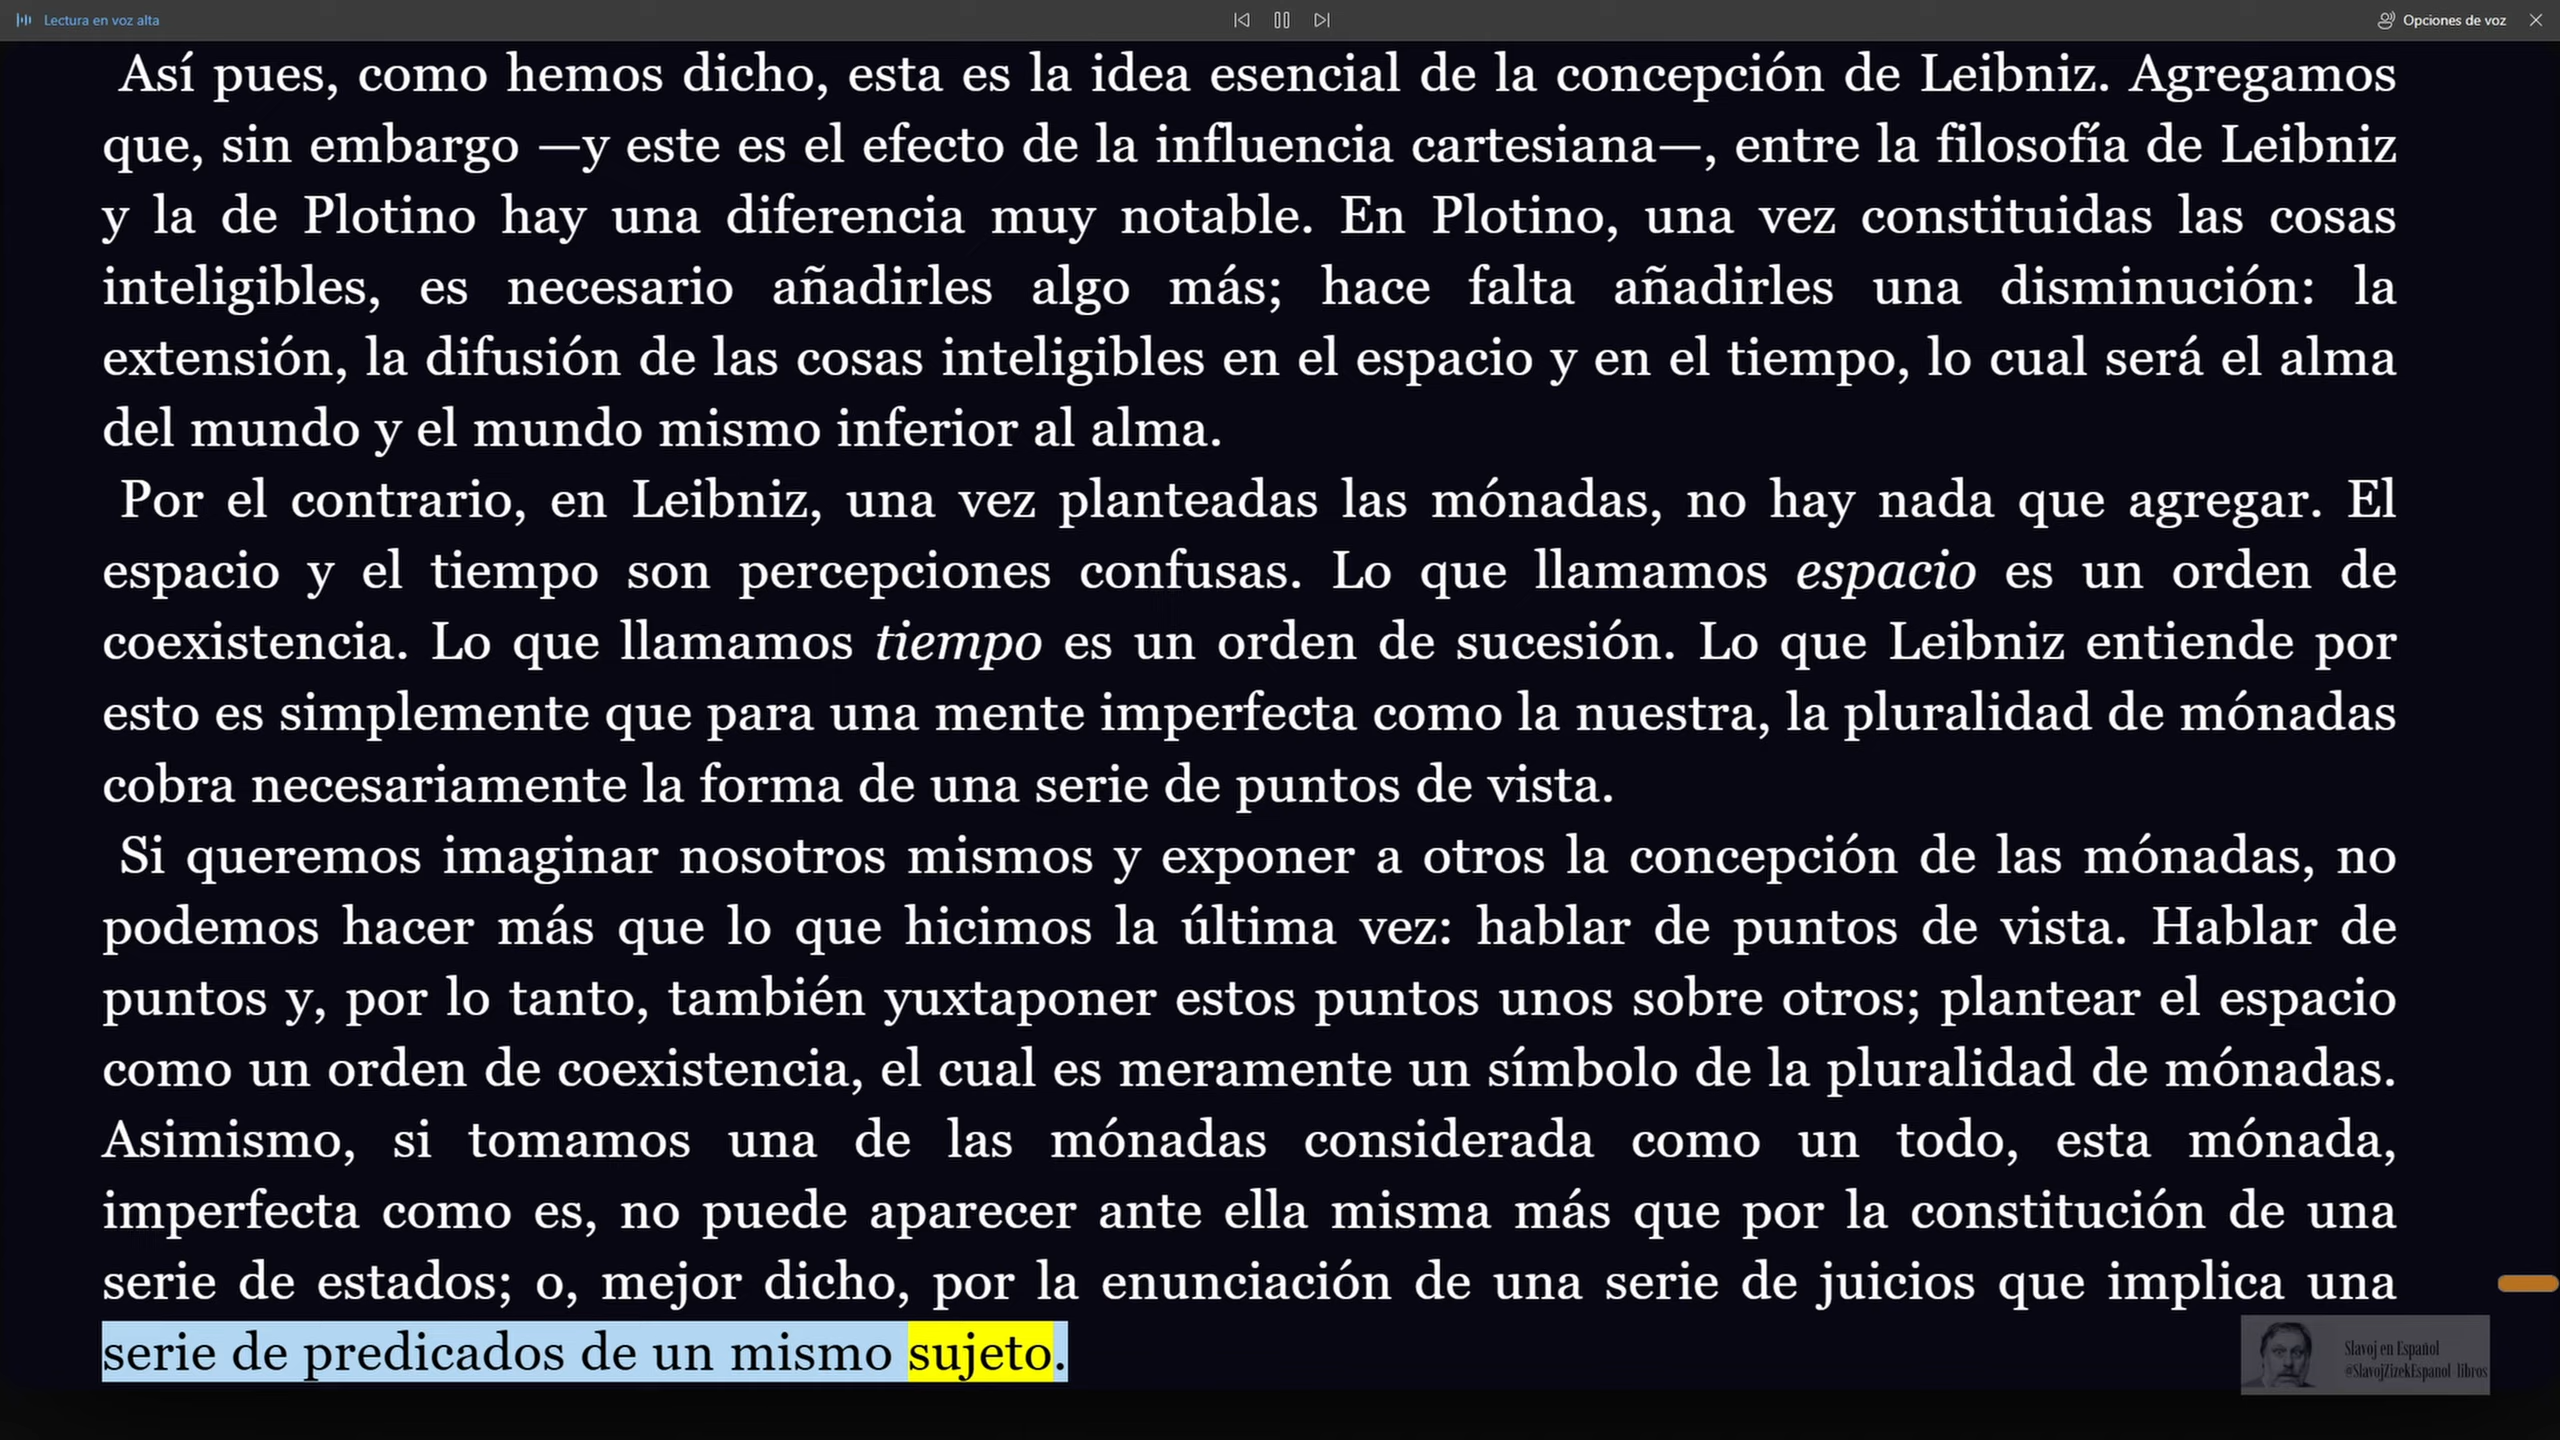 Lectura en voz alta
Opciones de voz
Así pues, como hemos dicho, esta es la idea esencial de la concepción de Leibniz. Agregamos
que, sin embargo —y este es el efecto de la influencia cartesiana—, entre la filosofía de Leibniz
y la de Plotino hay una diferencia muy notable. En Plotino, una vez constituidas las cosas
inteligibles, es necesario añadirles algo más; hace falta añadirles una disminución: la
extensión, la difusión de las cosas inteligibles en el espacio y en el tiempo, lo cual será el alma
del mundo y el mundo mismo inferior al alma.
Por el contrario, en Leibniz, una vez planteadas las mónadas, no hay nada que agregar. El
espacio y el tiempo son percepciones confusas. Lo que llamamos espacio es un orden de
coexistencia. Lo que llamamos tiempo es un orden de sucesión. Lo que Leibniz entiende por
esto es simplemente que para una mente imperfecta como la nuestra, la pluralidad de mónadas
cobra necesariamente la forma de una serie de puntos de vista.
Si queremos imaginar nosotros mismos y exponer a otros la concepción de las mónadas, no
podemos hacer más que lo que hicimos la última vez: hablar de puntos de vista. Hablar de
puntos y, por lo tanto, también yuxtaponer estos puntos unos sobre otros; plantear el espacio
como un orden de coexistencia, el cual es meramente un símbolo de la pluralidad de mónadas.
Asimismo, si tomamos una de las mónadas considerada como un todo, esta mónada,
imperfecta como es, no puede aparecer ante ella misma más que por la constitución de una
serie de estados; o, mejor dicho, por la enunciación de una serie de juicios que implica una
serie de predicados de un mismo sujeto.
Slavoj en Español
@SlavojZizekEspanol libros